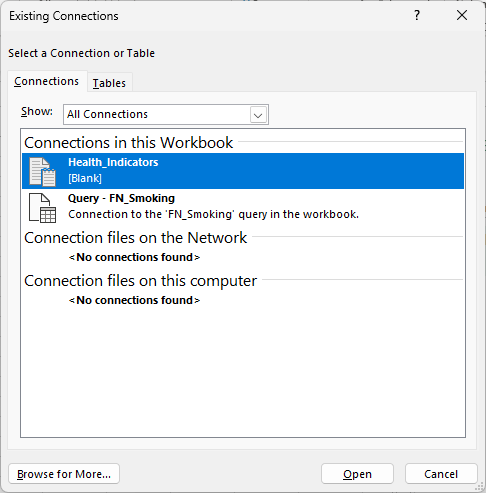 Existing Connections
?
Select a Connection or Table
Connections Tables
Show: All Connections
Connections in this Workbook
Health_Indicators
[Blank]
Query - FN_Smoking
Connection to the 'FN_Smoking' query in the workbook.
Connection files on the Network
<No connections found>
Connection files on this computer
<No connections found>
Browse for More... Open Cancel